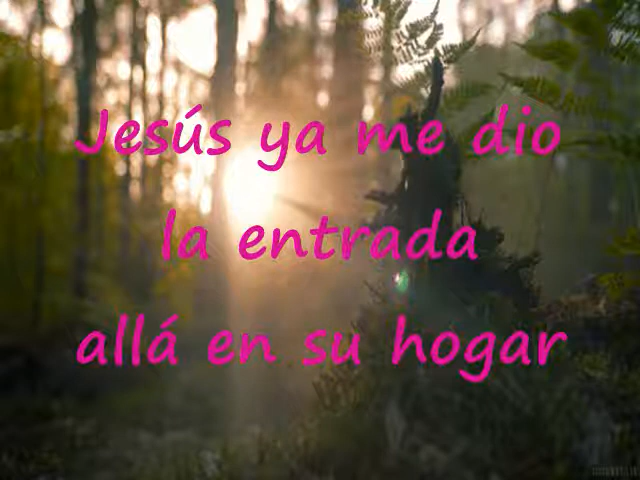 Jesús ya me dio
la entrada
allá en su hogar